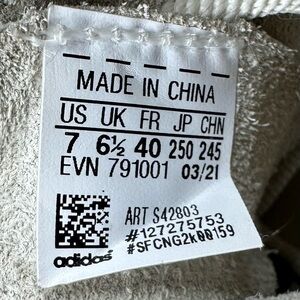 MADE IN CHINA
US UK FR JP CHN
7 6½ 40 250 245
EVN 791001 03/21
ART S42803
#127275753
#SFCNG2K00159
adidas